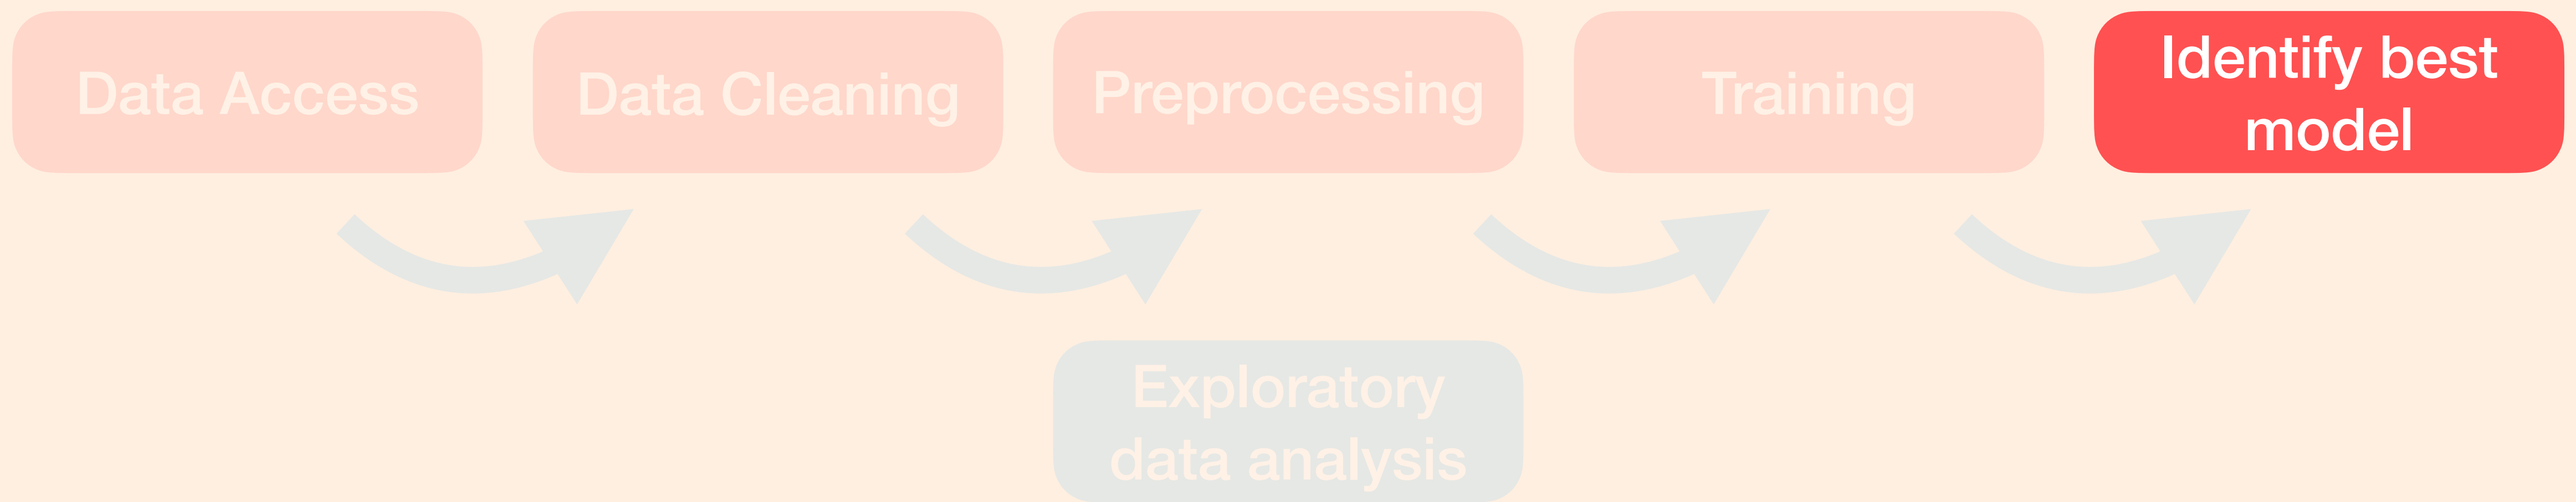 Data Access
Data Cleaning
Preprocessing
Training
Identify best
model
Exploratory
data analysis